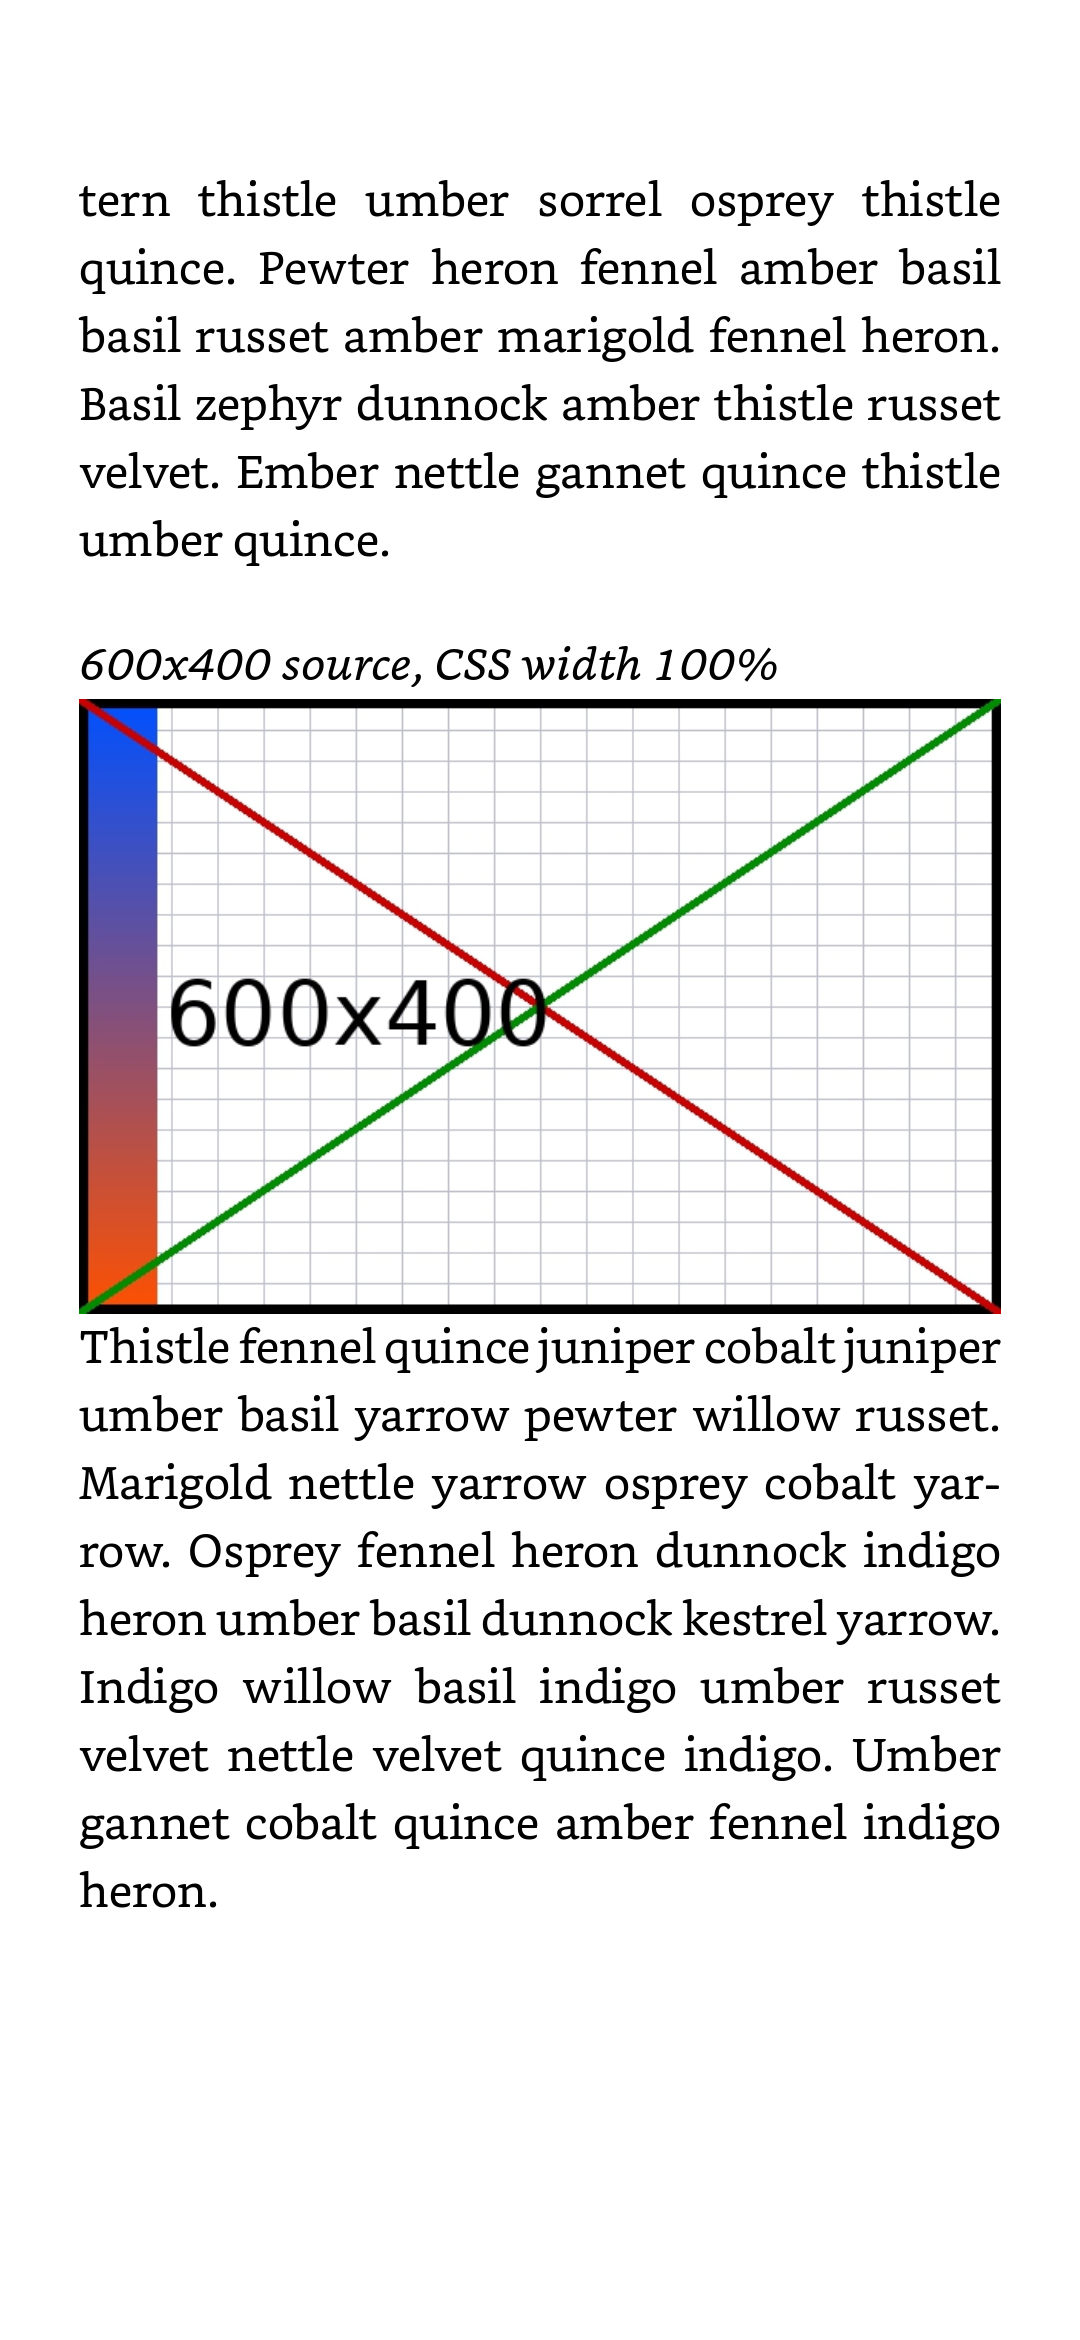 tern thistle umber sorrel osprey thistle
quince. Pewter heron fennel amber basil
basil russet amber marigold fennel heron.
Basil zephyr dunnock amber thistle russet
velvet. Ember nettle gannet quince thistle
umber quince.
600x400 source, CSS width 100%
600x400
Thistle fennel quince juniper cobalt juniper
umber basil yarrow pewter willow russet.
Marigold nettle yarrow osprey cobalt yar-
row. Osprey fennel heron dunnock indigo
heron umber basil dunnock kestrel yarrow.
Indigo willow basil indigo umber russet
velvet nettle velvet quince indigo. Umber
gannet cobalt quince amber fennel indigo
heron.